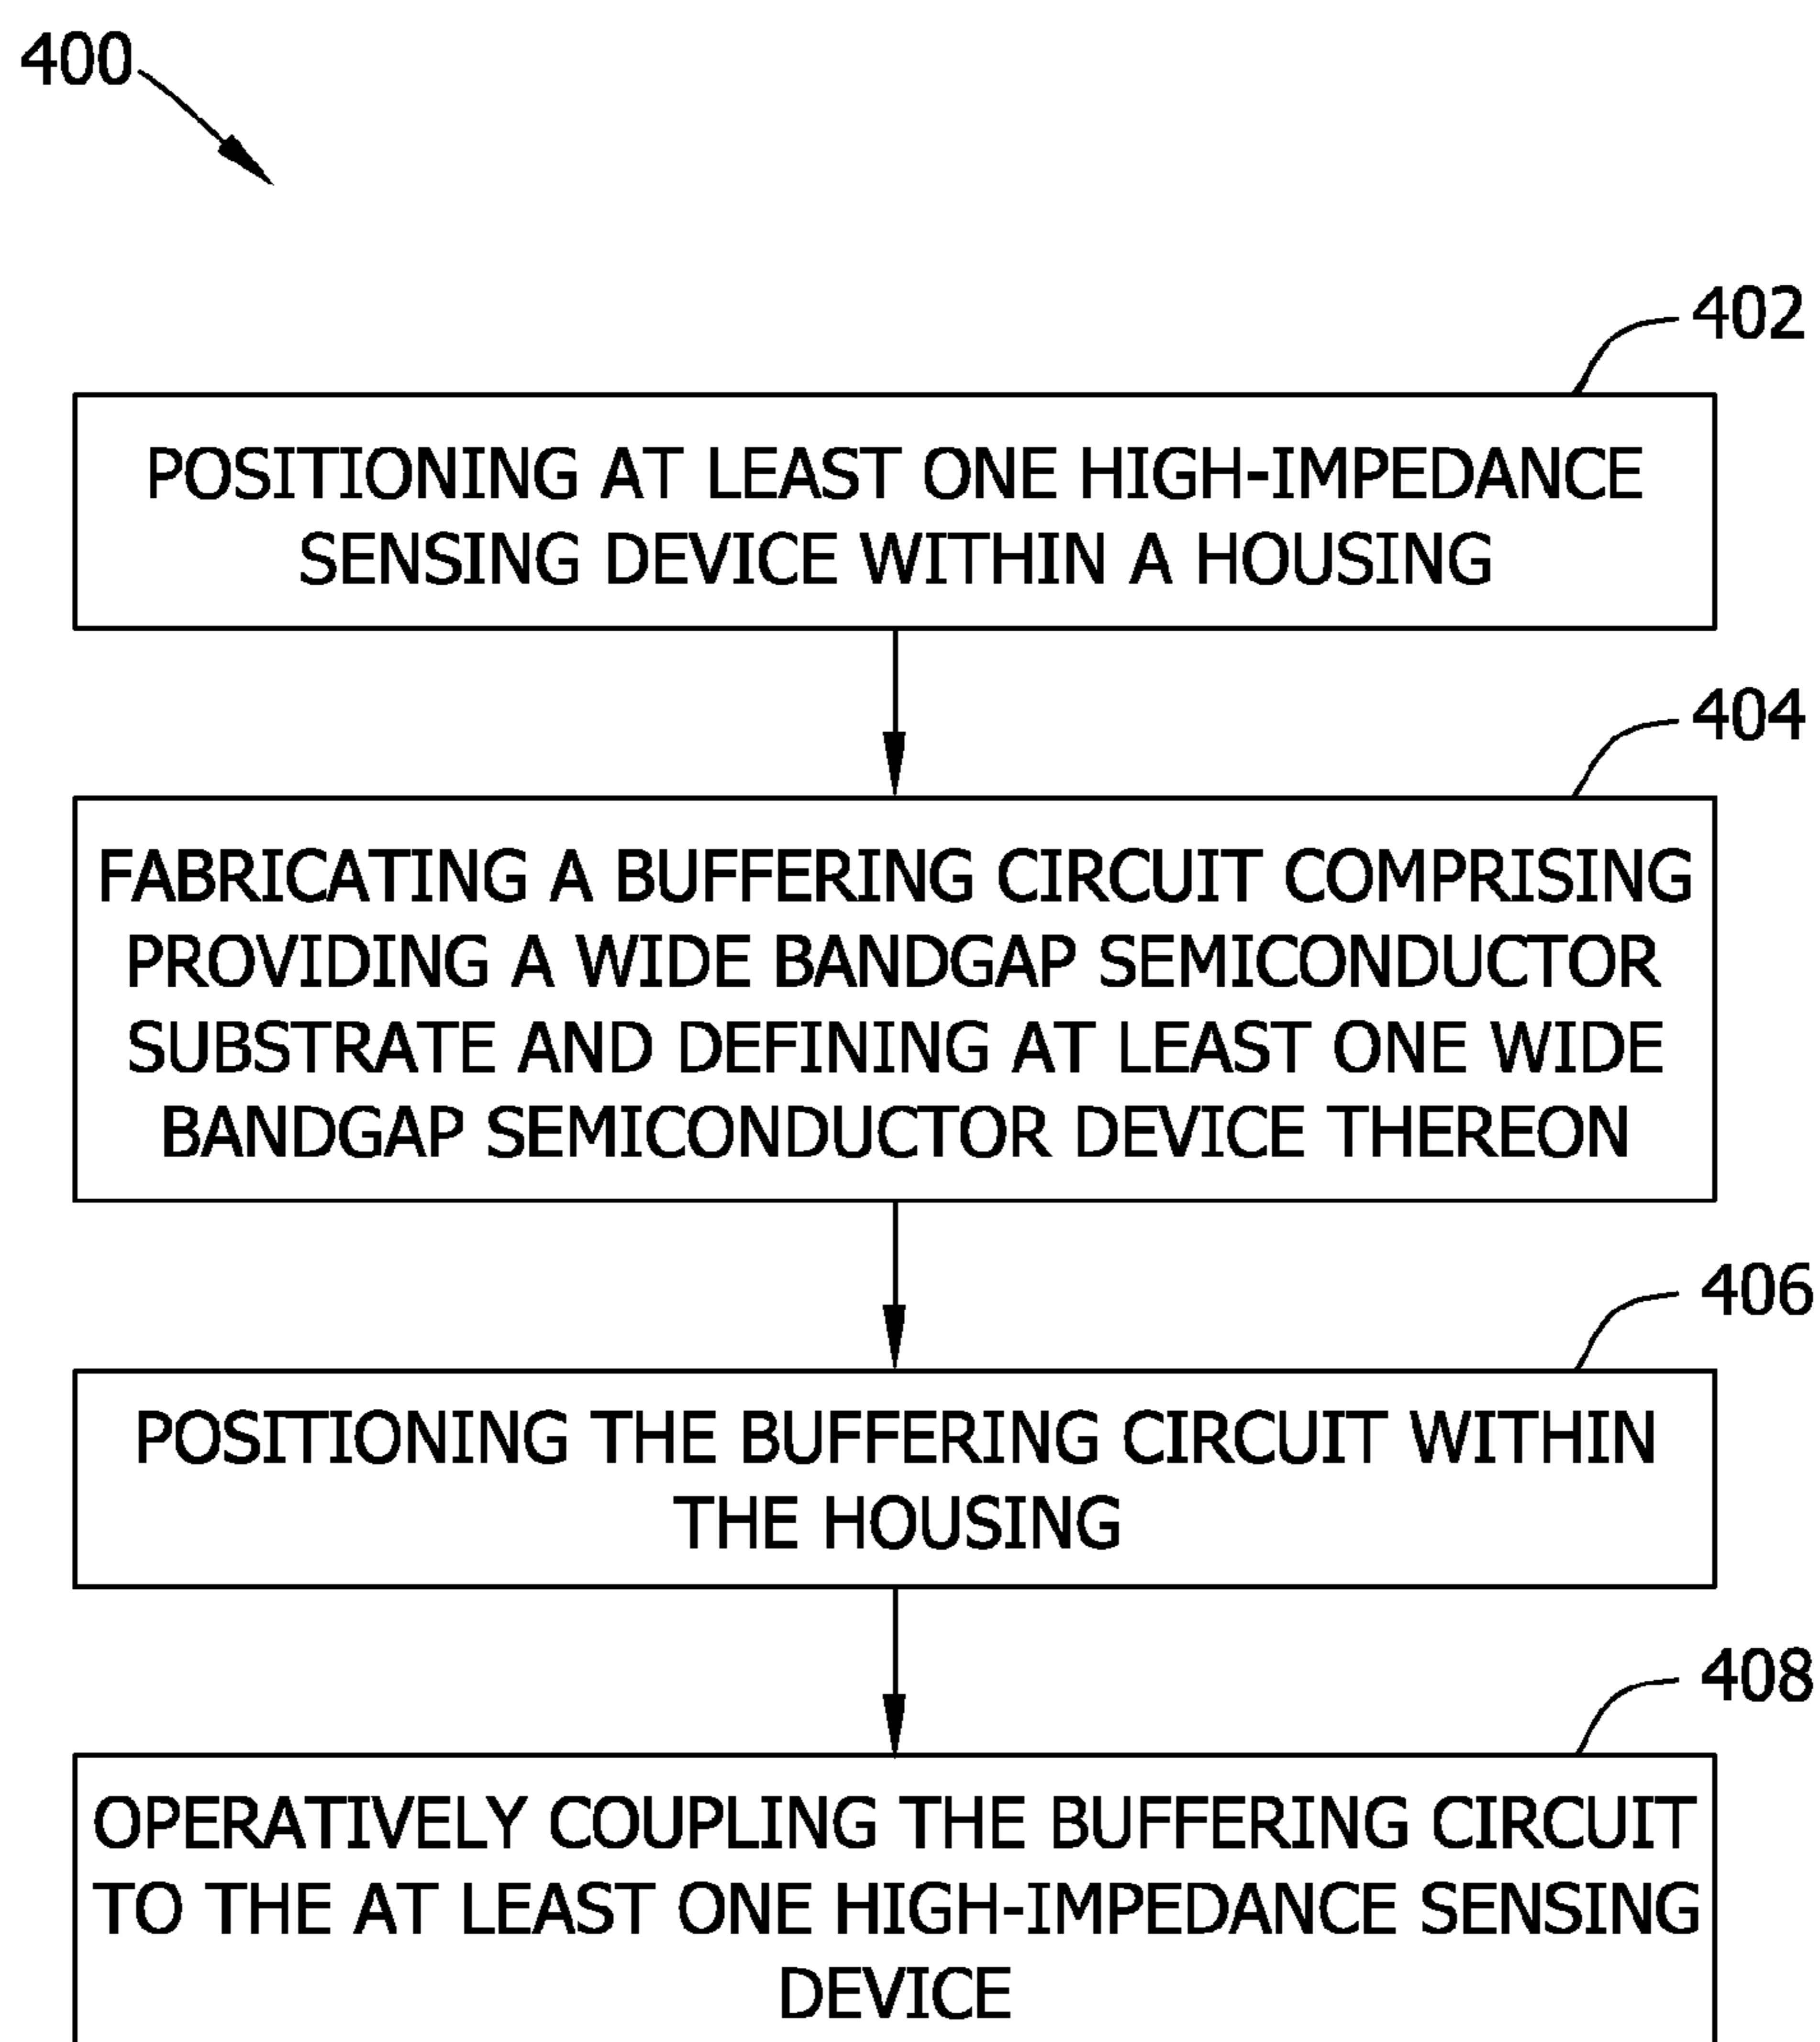 400
402
POSITIONING AT LEAST ONE HIGH-IMPEDANCE
SENSING DEVICE WITHIN A HOUSING
404
FABRICATING A BUFFERING CIRCUIT COMPRISING
PROVIDING A WIDE BANDGAP SEMICONDUCTOR
SUBSTRATE AND DEFINING AT LEAST ONE WIDE
BANDGAP SEMICONDUCTOR DEVICE THEREON
406
POSITIONING THE BUFFERING CIRCUIT WITHIN
THE HOUSING
408
OPERATIVELY COUPLING THE BUFFERING CIRCUIT
TO THE AT LEAST ONE HIGH-IMPEDANCE SENSING
DEVICE